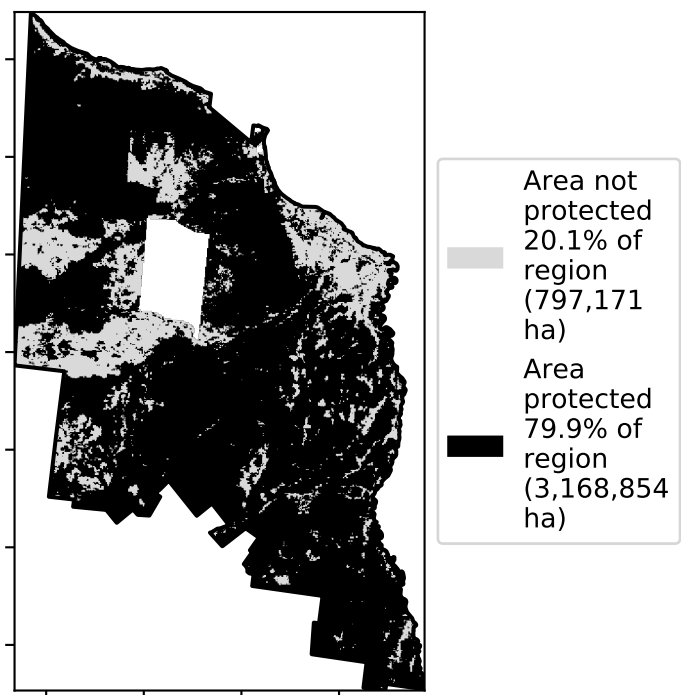 Area not
protected
20.1% of
region
(797,171
ha)
Area
protected
79.9% of
region
(3,168,854
ha)